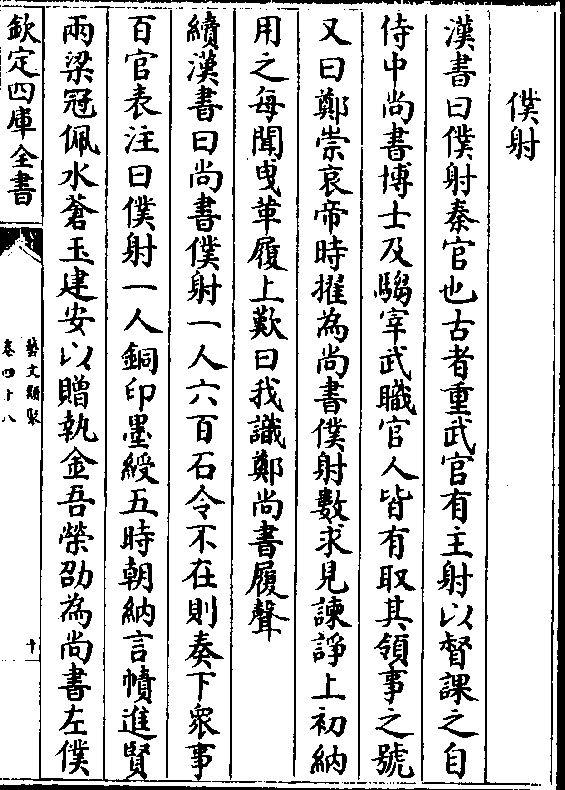 僕射
漢書曰僕射秦官也古者重武官有主射以督課之自
侍中尚書博士及騶宰武職官人皆有取其領事之號
又曰鄭崇哀帝時擢為尚書僕射數求見諫諍上初納
用之每聞曳革履上歎曰我識鄭尚書履聲
續漢書曰尚書僕射一人六百石令不在則奏下衆事
百官表注曰僕射一人銅印墨綬五時朝納言幘進賢
兩梁冠佩水蒼玉建安以贈執金吾榮劭為尚書左僕
欽定四庫全書
藝文類聚
卷四十八
十